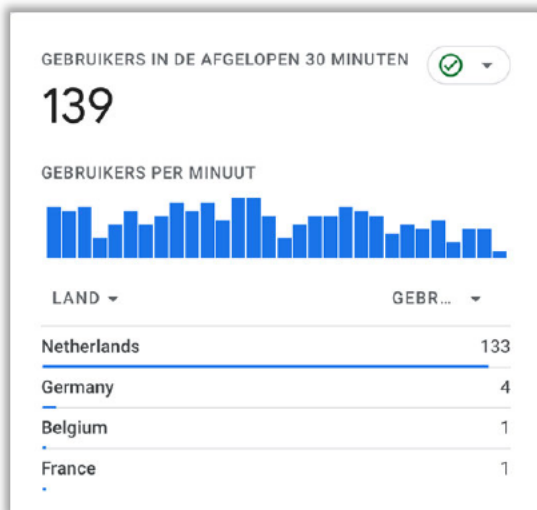 GEBRUIKERS IN DE AFGELOPEN 30 MINUTEN
139
GEBRUIKERS PER MINUUT
LAND GEBR...
Netherlands 133
Germany 4
Belgium 1
France 1